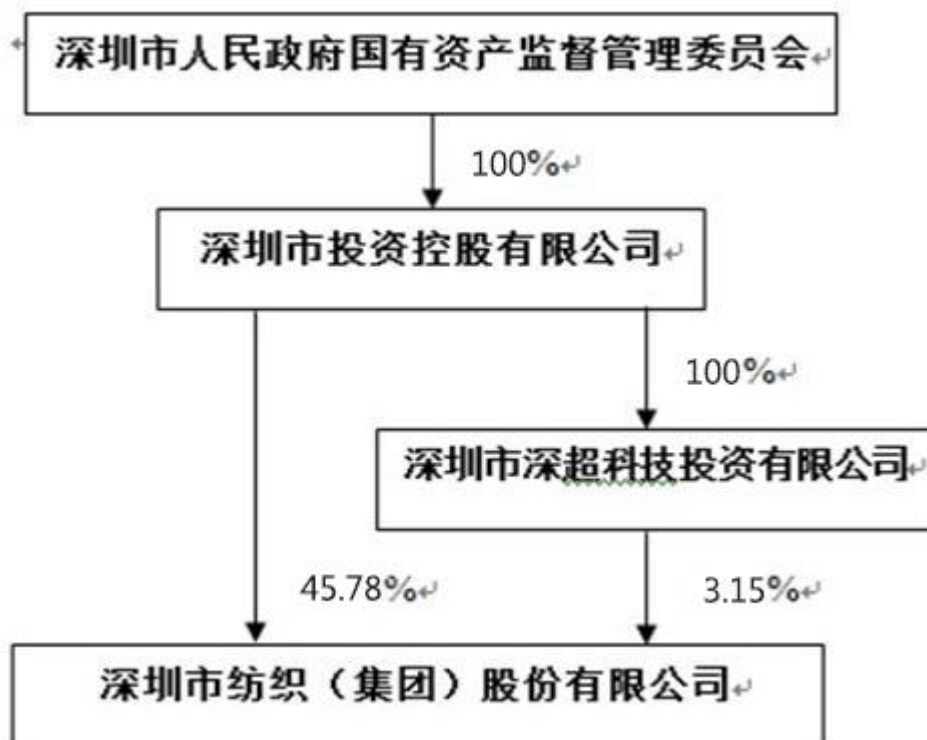 深圳市人民政府国有资产监督管理委员会
100%
深圳市投资控股有限公司
100%
深圳市深超科技投资有限公司
45.78%
3.15%
深圳市纺织（集团）股份有限公司